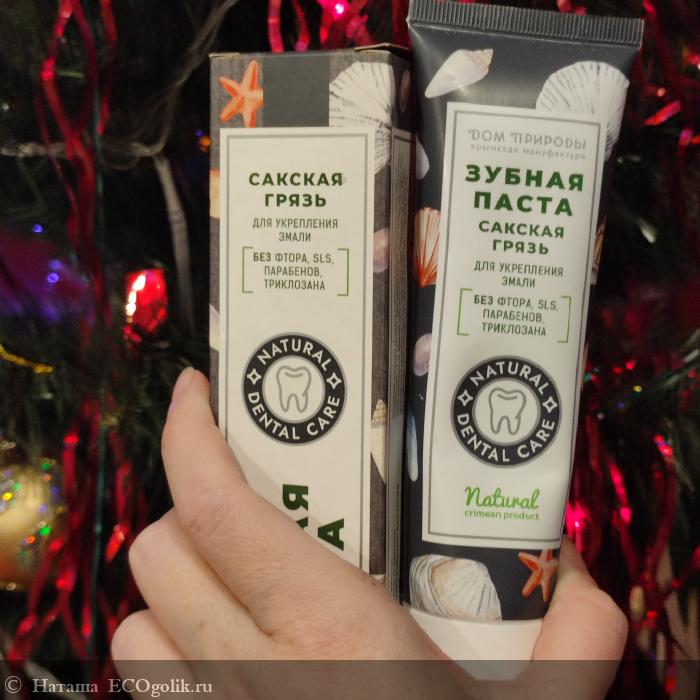 САКСКАЯ
ГРЯЗЬ
ДЛЯ УКРЕПЛЕНИЯ
ЭМАЛИ
БЕЗ ФТОРА, SLS,
ПАРАБЕНОВ,
ТРИКЛОЗАНА
NATURAL
DENTAL CARE
АЯ
А
ДОМ ПРИРОДЫ
крымская мануфактура
ЗУБНАЯ
ПАСТА
САКСКАЯ
ГРЯЗЬ
ДЛЯ УКРЕПЛЕНИЯ
ЭМАЛИ
БЕЗ ФТОРА, SLS,
ПАРАБЕНОВ,
ТРИКЛОЗАНА
NATURAL
DENTAL CARE
Natural
crimean product
© Наташа ECOgolik.ru